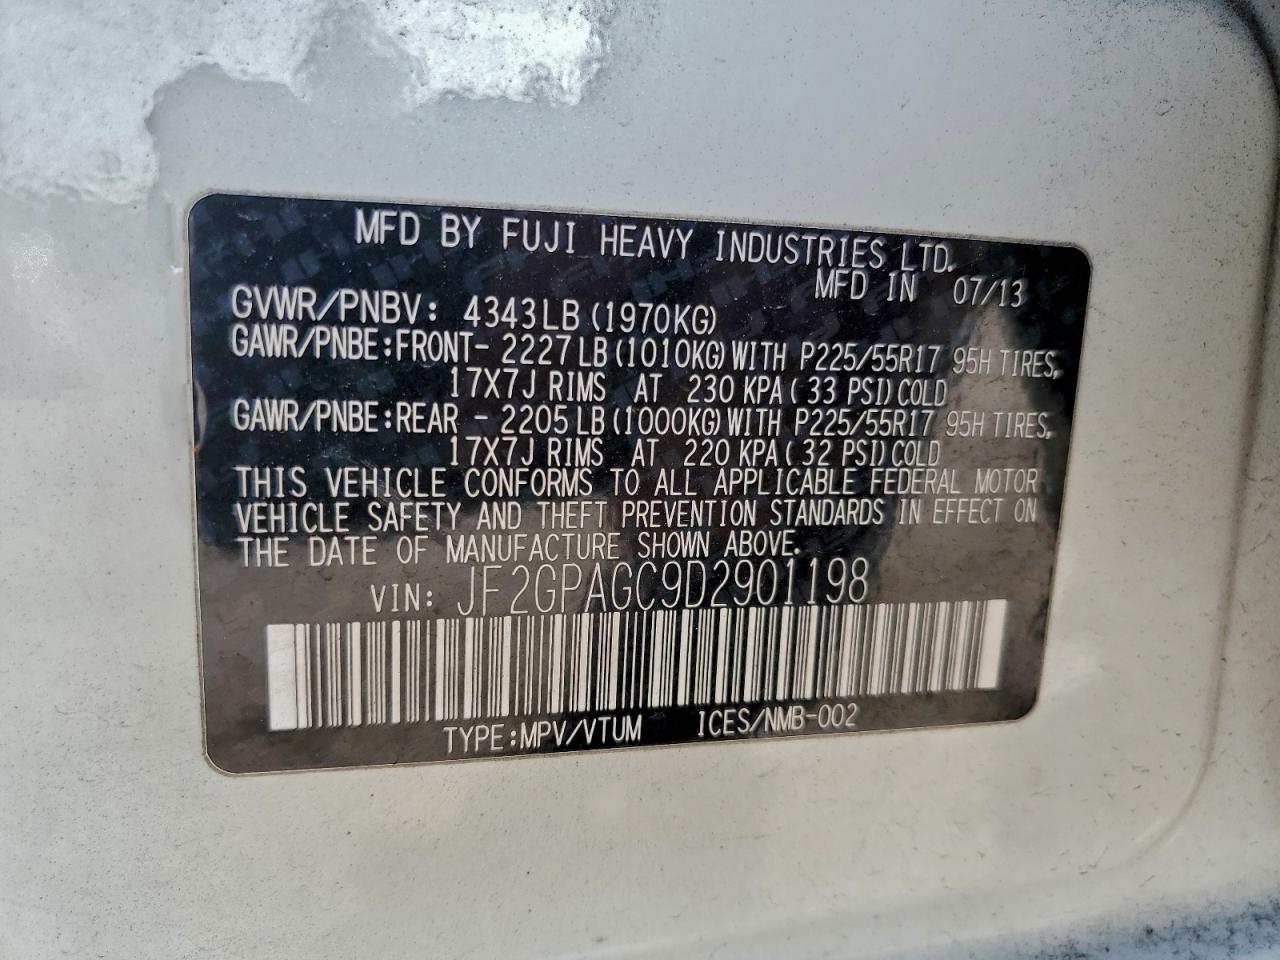 MFD BY FUJI HEAVY INDUSTRIES LTD.
MFD IN 07/13
GVWR/PNBV: 4343LB (1970KG)
GAWR/PNBE:FRONT- 2227LB(1010KG)WITH P225/55R17 95H TIRES,
17X7J RIMS AT 230 KPA( 33 PSI)COLD
GAWR/PNBE:REAR - 2205LB(1000KG)WITH P225/55R17 95H TIRES,
17X7J RIMS AT 220 KPA( 32 PSI)COLD
THIS VEHICLE CONFORMS TO ALL APPLICABLE FEDERAL MOTOR
VEHICLE SAFETY AND THEFT PREVENTION STANDARDS IN EFFECT ON
THE DATE OF MANUFACTURE SHOWN ABOVE.
VIN: JF2GPAGC9D2901198
TYPE:MPV/VTUM ICES/NMB-002